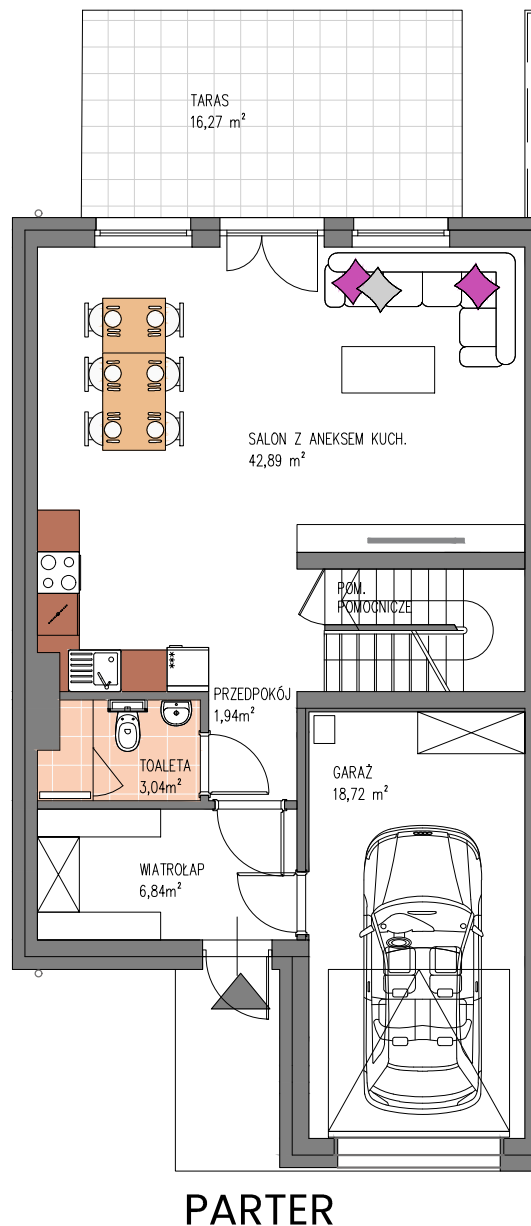 TARAS
16,27 m²
SALON Z ANEKSEM KUCH.
42,89 m²
POM.
POMOCNICZE
PRZEDPOKÓJ
1,94m²
TOALETA
3,04m²
GARAŻ
18,72 m²
WIATROŁAP
6,84m²
PARTER